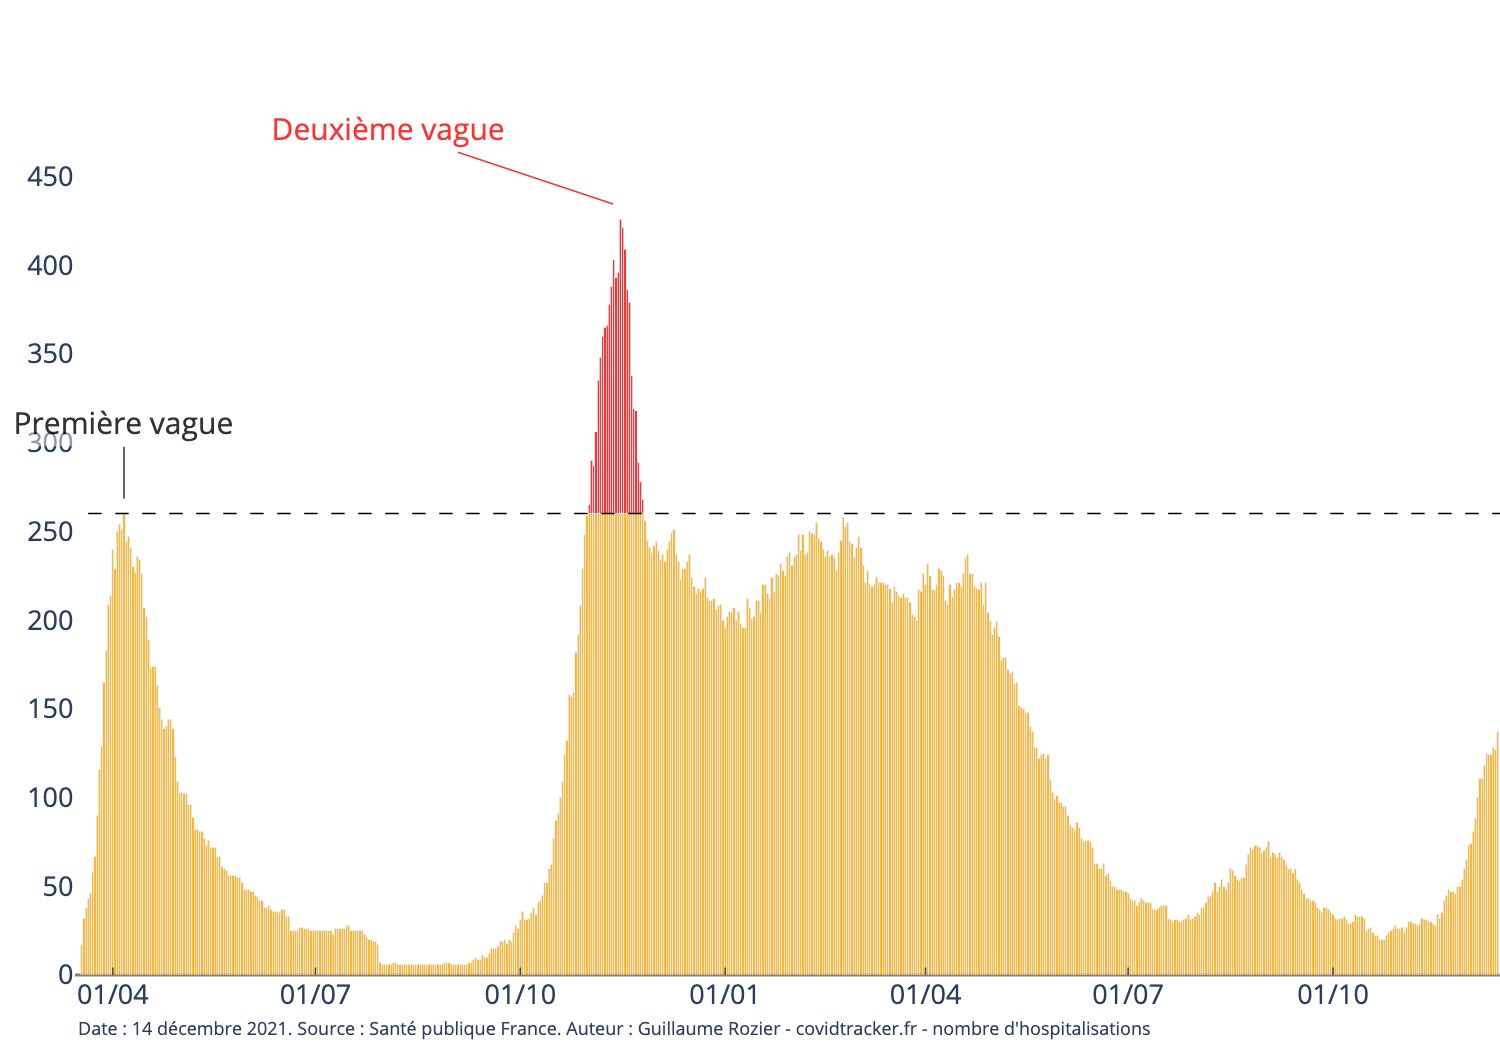 Deuxième vague
450
400
350
Première vague
300
250
200
150
100
50
0
01/04 01/07 01/10 01/01 01/04 01/07 01/10
Date : 14 décembre 2021. Source : Santé publique France. Auteur : Guillaume Rozier - covidtracker.fr - nombre d'hospitalisations